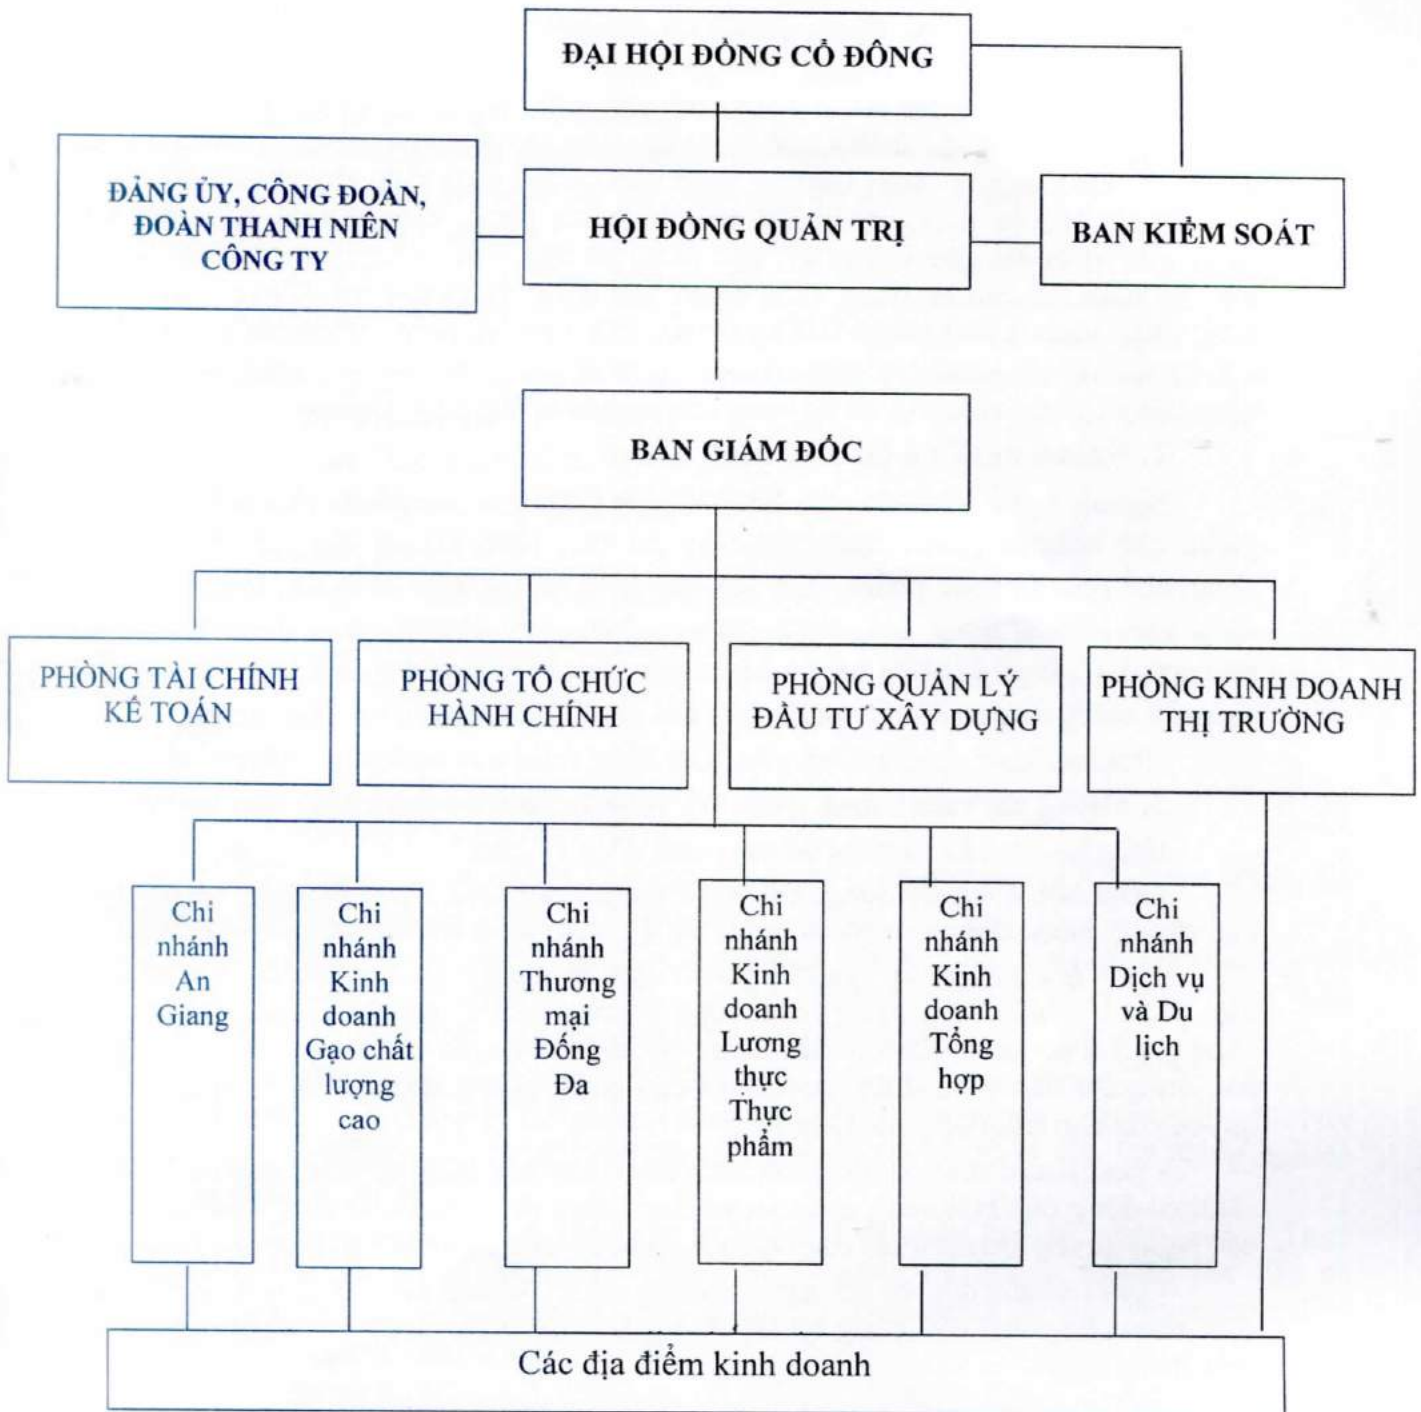 ĐẠI HỘI ĐỒNG CỔ ĐÔNG
ĐẢNG ỦY, CÔNG ĐOÀN,
ĐOÀN THANH NIÊN
CÔNG TY
HỘI ĐỒNG QUẢN TRỊ
BAN KIỂM SOÁT
BAN GIÁM ĐỐC
PHÒNG TÀI CHÍNH
KẾ TOÁN
PHÒNG TỔ CHỨC
HÀNH CHÍNH
PHÒNG QUẢN LÝ
ĐẦU TƯ XÂY DỰNG
PHÒNG KINH DOANH
THỊ TRƯỜNG
Chi
nhánh
An
Giang
Chi
nhánh
Kinh
doanh
Gạo chất
lượng
cao
Chi
nhánh
Thương
mại
Đống
Đa
Chi
nhánh
Kinh
doanh
Lương
thực
Thực
phẩm
Chi
nhánh
Kinh
doanh
Tổng
hợp
Chi
nhánh
Dịch vụ
và Du
lịch
Các địa điểm kinh doanh